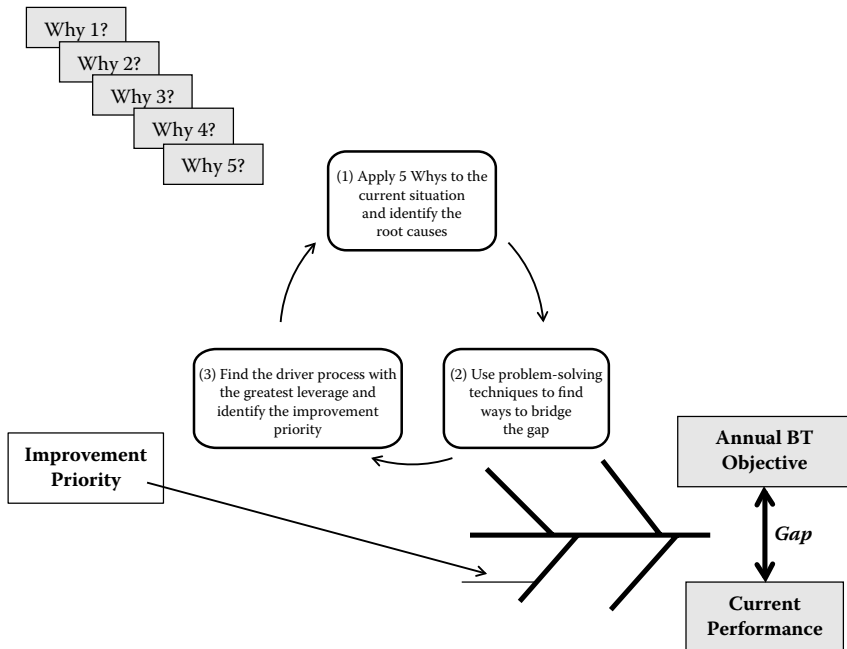 Why 1?
Why 2?
Why 3?
Why 4?
Why 5?
(1) Apply 5 Whys to the
current situation
and identify the
root causes
(3) Find the driver process with
the greatest leverage and
identify the improvement
priority
(2) Use problem-solving
techniques to find
ways to bridge
the gap
Improvement
Priority
Annual BT
Objective
Gap
Current
Performance